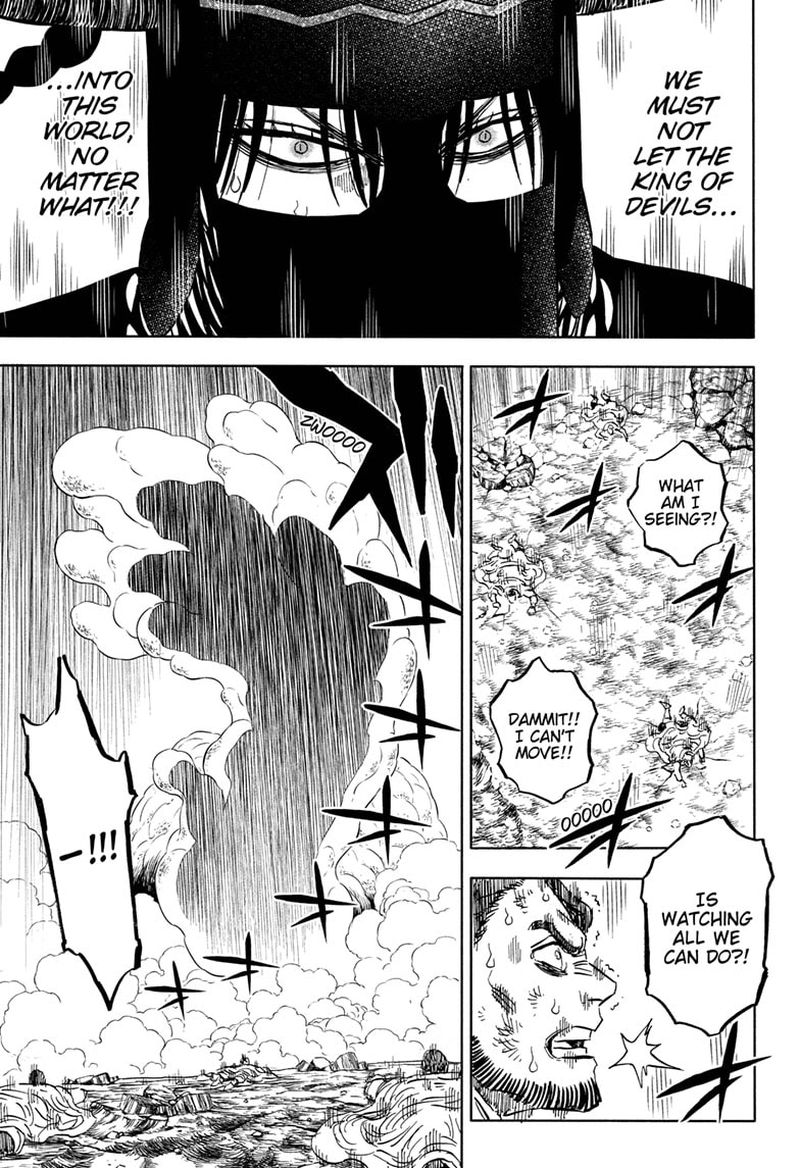 WE
MUST
NOT
LET THE
KING OF
DEVILS...
...INTO
THIS
WORLD,
NO
MATTER
WHAT!!!
WHAT
AM I
SEEING?!
DAMMIT!!
I CAN'T
MOVE!!
OOOOO
IS
WATCHING
ALL WE
CAN DO?!
ZWOOOO
—!!!